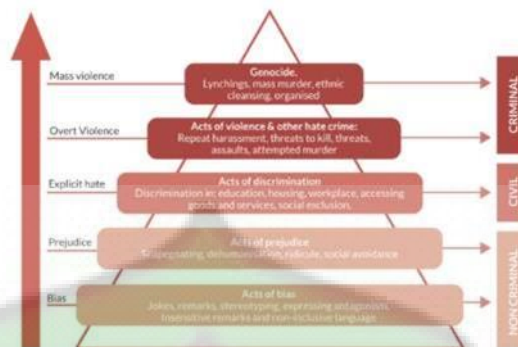 Mass violence
Genocide.
Lynchings, mass murder, ethnic
cleansing, organised
CRIMINAL
Overt Violence
Acts of violence & other hate crime:
Repeat harassment, threats to kill, threats,
assaults, attempted murder
Explicit hate
Acts of discrimination
Discrimination in; education, housing, workplace, accessing
goods and services, social exclusion,
CIVIL
Prejudice
Acts of prejudice
Scapegoating, dehumanisation, ridicule, social avoidance
Bias
Acts of bias
Jokes, remarks, stereotyping, expressing antagonism,
Insensitive remarks and non-inclusive language
NON CRIMINAL